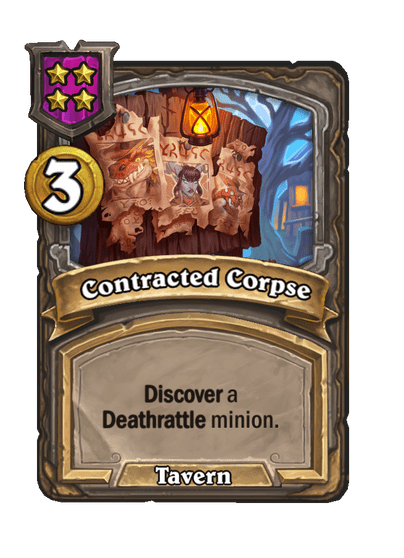 3
Contracted Corpse
Discover a
Deathrattle minion.
Tavern